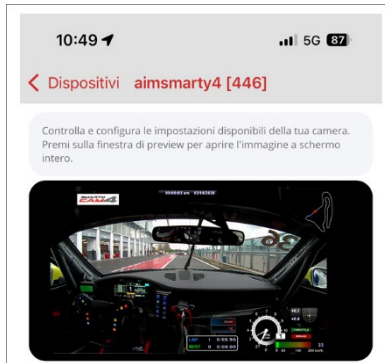 10:49
5G 87
Dispositivi aimsmarty4 [446]
Controlla e configura le impostazioni disponibili della tua camera.
Premi sulla finestra di preview per aprire l'immagine a schermo
intero.